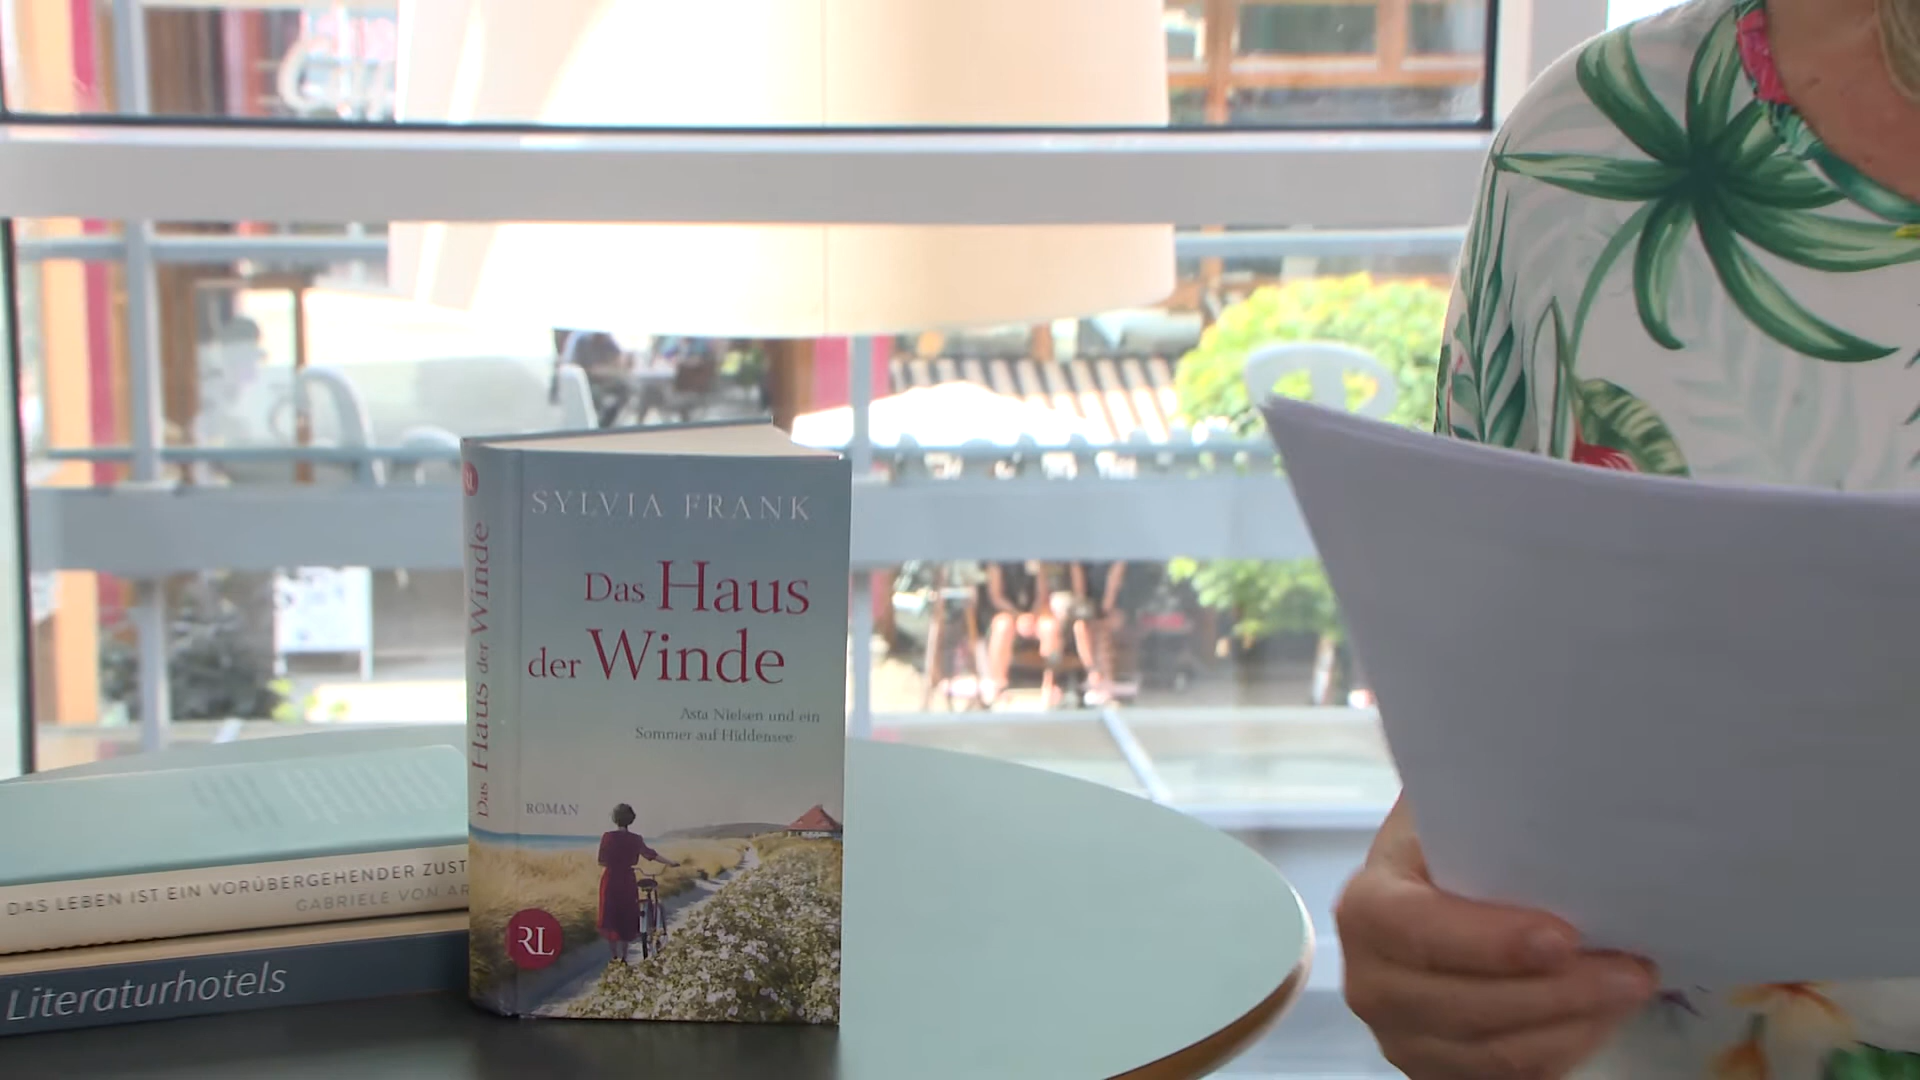 SYLVIA FRANK
Das Haus
der Winde
Asta Nielsen und ein
Sommer auf Hiddensee
ROMAN
RL
RL
Das Haus der Winde
DAS LEBEN IST EIN VORÜBERGEHENDER ZUST
GABRIELE VON AR
Literaturhotels